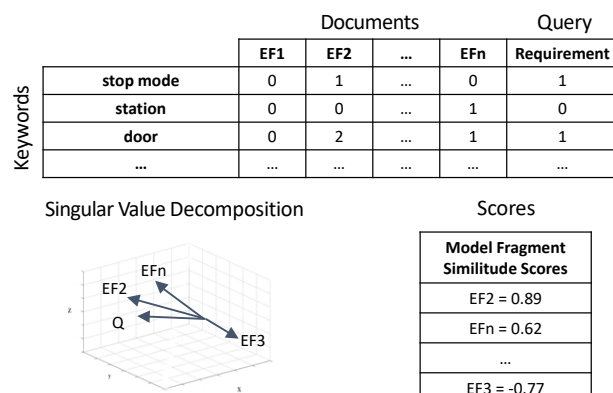 Documents Query
EF1 EF2 ... EFn Requirement
Keywords
stop mode 0 1 ... 0 1
station 0 0 ... 1 0
door 0 2 ... 1 1
... ... ... ... ... ...
Singular Value Decomposition
EFn
EF2
Q
EF3
z
y
x
Scores
Model Fragment
Similitude Scores
EF2 = 0.89
EFn = 0.62
...
EF3 = -0.77